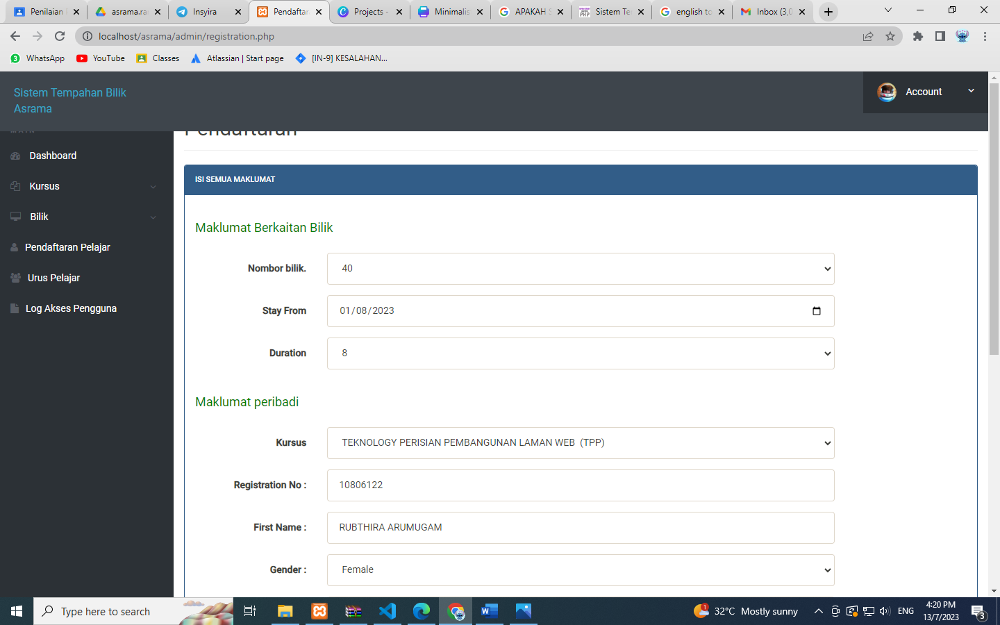 Penilaian
asrama.ra
Insyira
Pendaftar
Projects -
Minimalis
APAKAH S
Sistem Te
english to
Inbox (3,0
localhost/asrama/admin/registration.php
WhatsApp
YouTube
Classes
Atlassian | Start page
[IN-9] KESALAHAN...
Sistem Tempahan Bilik
Asrama
Account
Pendaftaran
Dashboard
Kursus
Bilik
Pendaftaran Pelajar
Urus Pelajar
Log Akses Pengguna
ISI SEMUA MAKLUMAT
Maklumat Berkaitan Bilik
Nombor bilik. 40
Stay From 01/08/2023
Duration 8
Maklumat peribadi
Kursus TEKNOLOGY PERISIAN PEMBANGUNAN LAMAN WEB (TPP)
Registration No : 10806122
First Name : RUBTHIRA ARUMUGAM
Gender : Female
Type here to search
1
32°C Mostly sunny
ENG
4:20 PM
13/7/2023
3